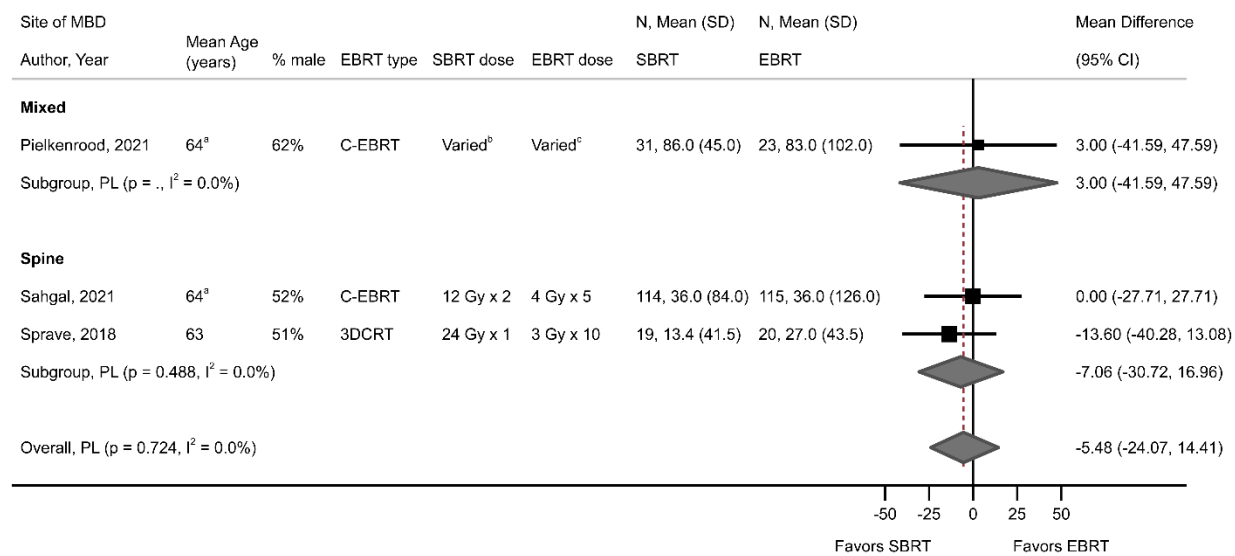 Site of MBD N, Mean (SD) N, Mean (SD) Mean Difference
Mean Age
Author, Year (years) % male EBRT type SBRT dose EBRT dose SBRT EBRT (95% CI)
Mixed
Pielkenrood, 2021 64a 62% C-EBRT Variedb Variedc 31, 86.0 (45.0) 23, 83.0 (102.0) 3.00 (-41.59, 47.59)
Subgroup, PL (p = ., I2 = 0.0%) 3.00 (-41.59, 47.59)
Spine
Sahgal, 2021 64a 52% C-EBRT 12 Gy x 2 4 Gy x 5 114, 36.0 (84.0) 115, 36.0 (126.0) 0.00 (-27.71, 27.71)
Sprave, 2018 63 51% 3DCRT 24 Gy x 1 3 Gy x 10 19, 13.4 (41.5) 20, 27.0 (43.5) -13.60 (-40.28, 13.08)
Subgroup, PL (p = 0.488, I2 = 0.0%) -7.06 (-30.72, 16.96)
Overall, PL (p = 0.724, I2 = 0.0%) -5.48 (-24.07, 14.41)
-50 -25 0 25 50
Favors SBRT Favors EBRT